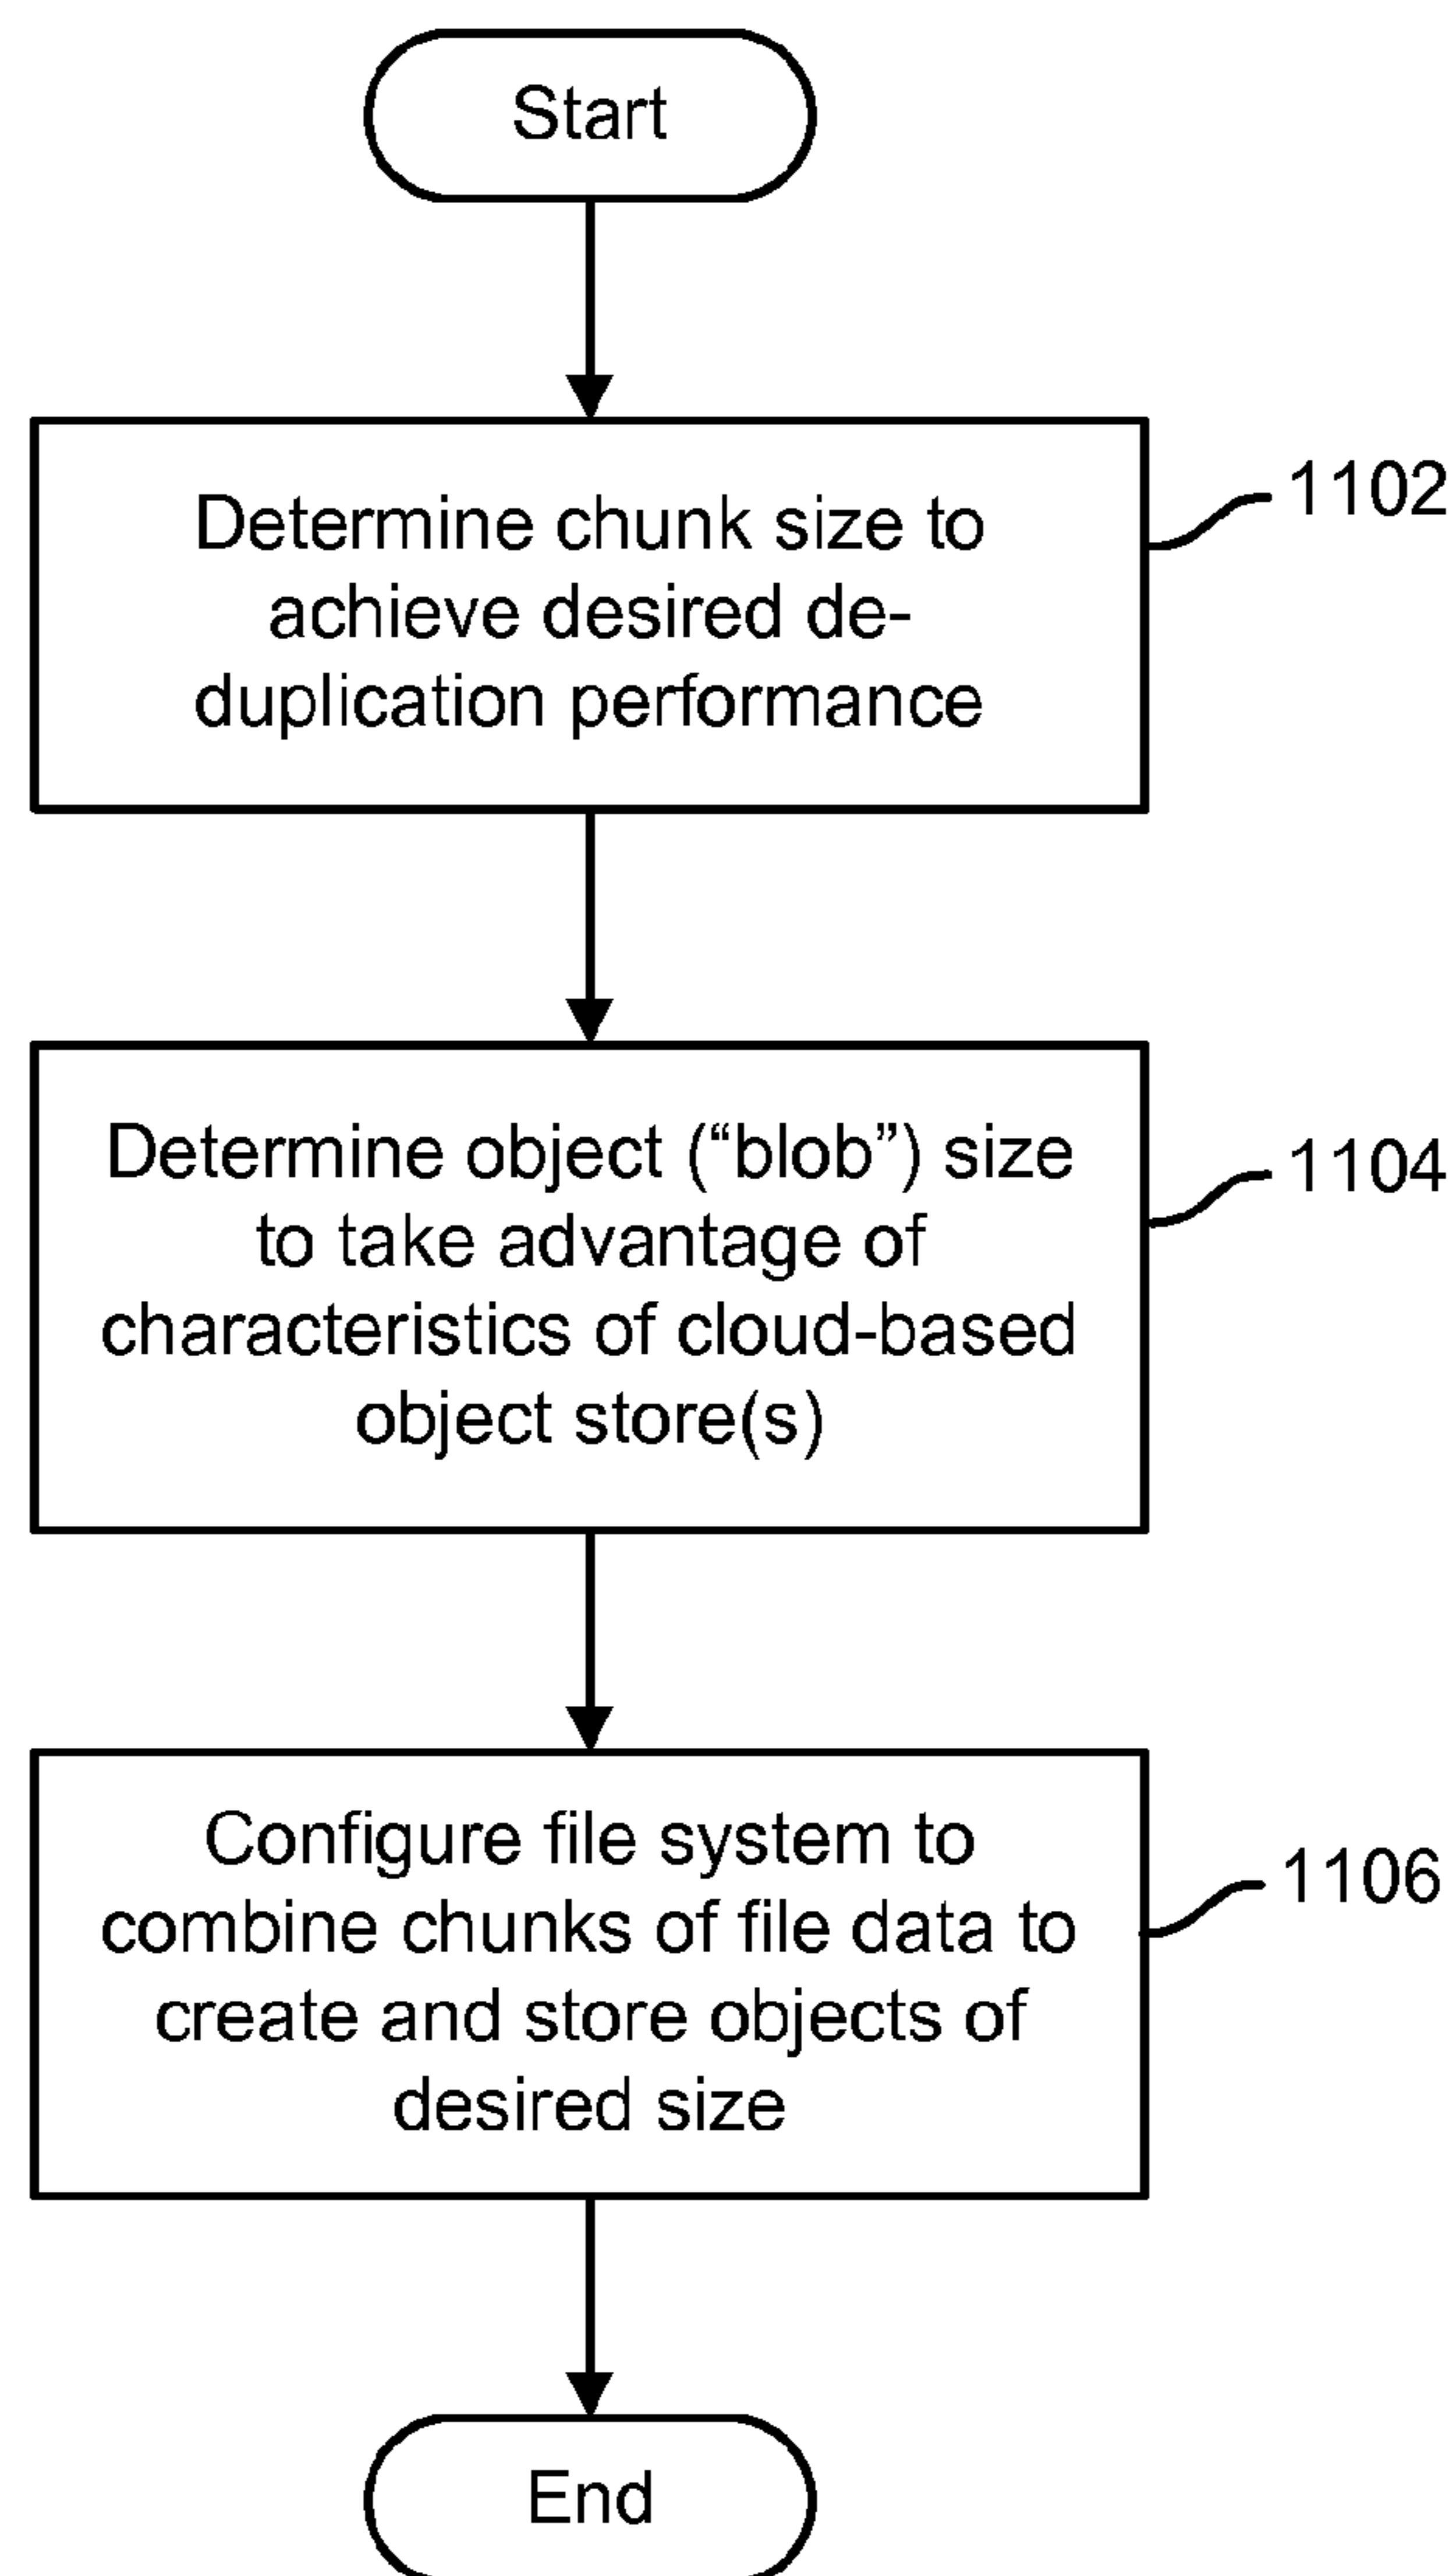 Start
Determine chunk size to
achieve desired de-
duplication performance
1102
Determine object (“blob”) size
to take advantage of
characteristics of cloud-based
object store(s)
1104
Configure file system to
combine chunks of file data to
create and store objects of
desired size
1106
End